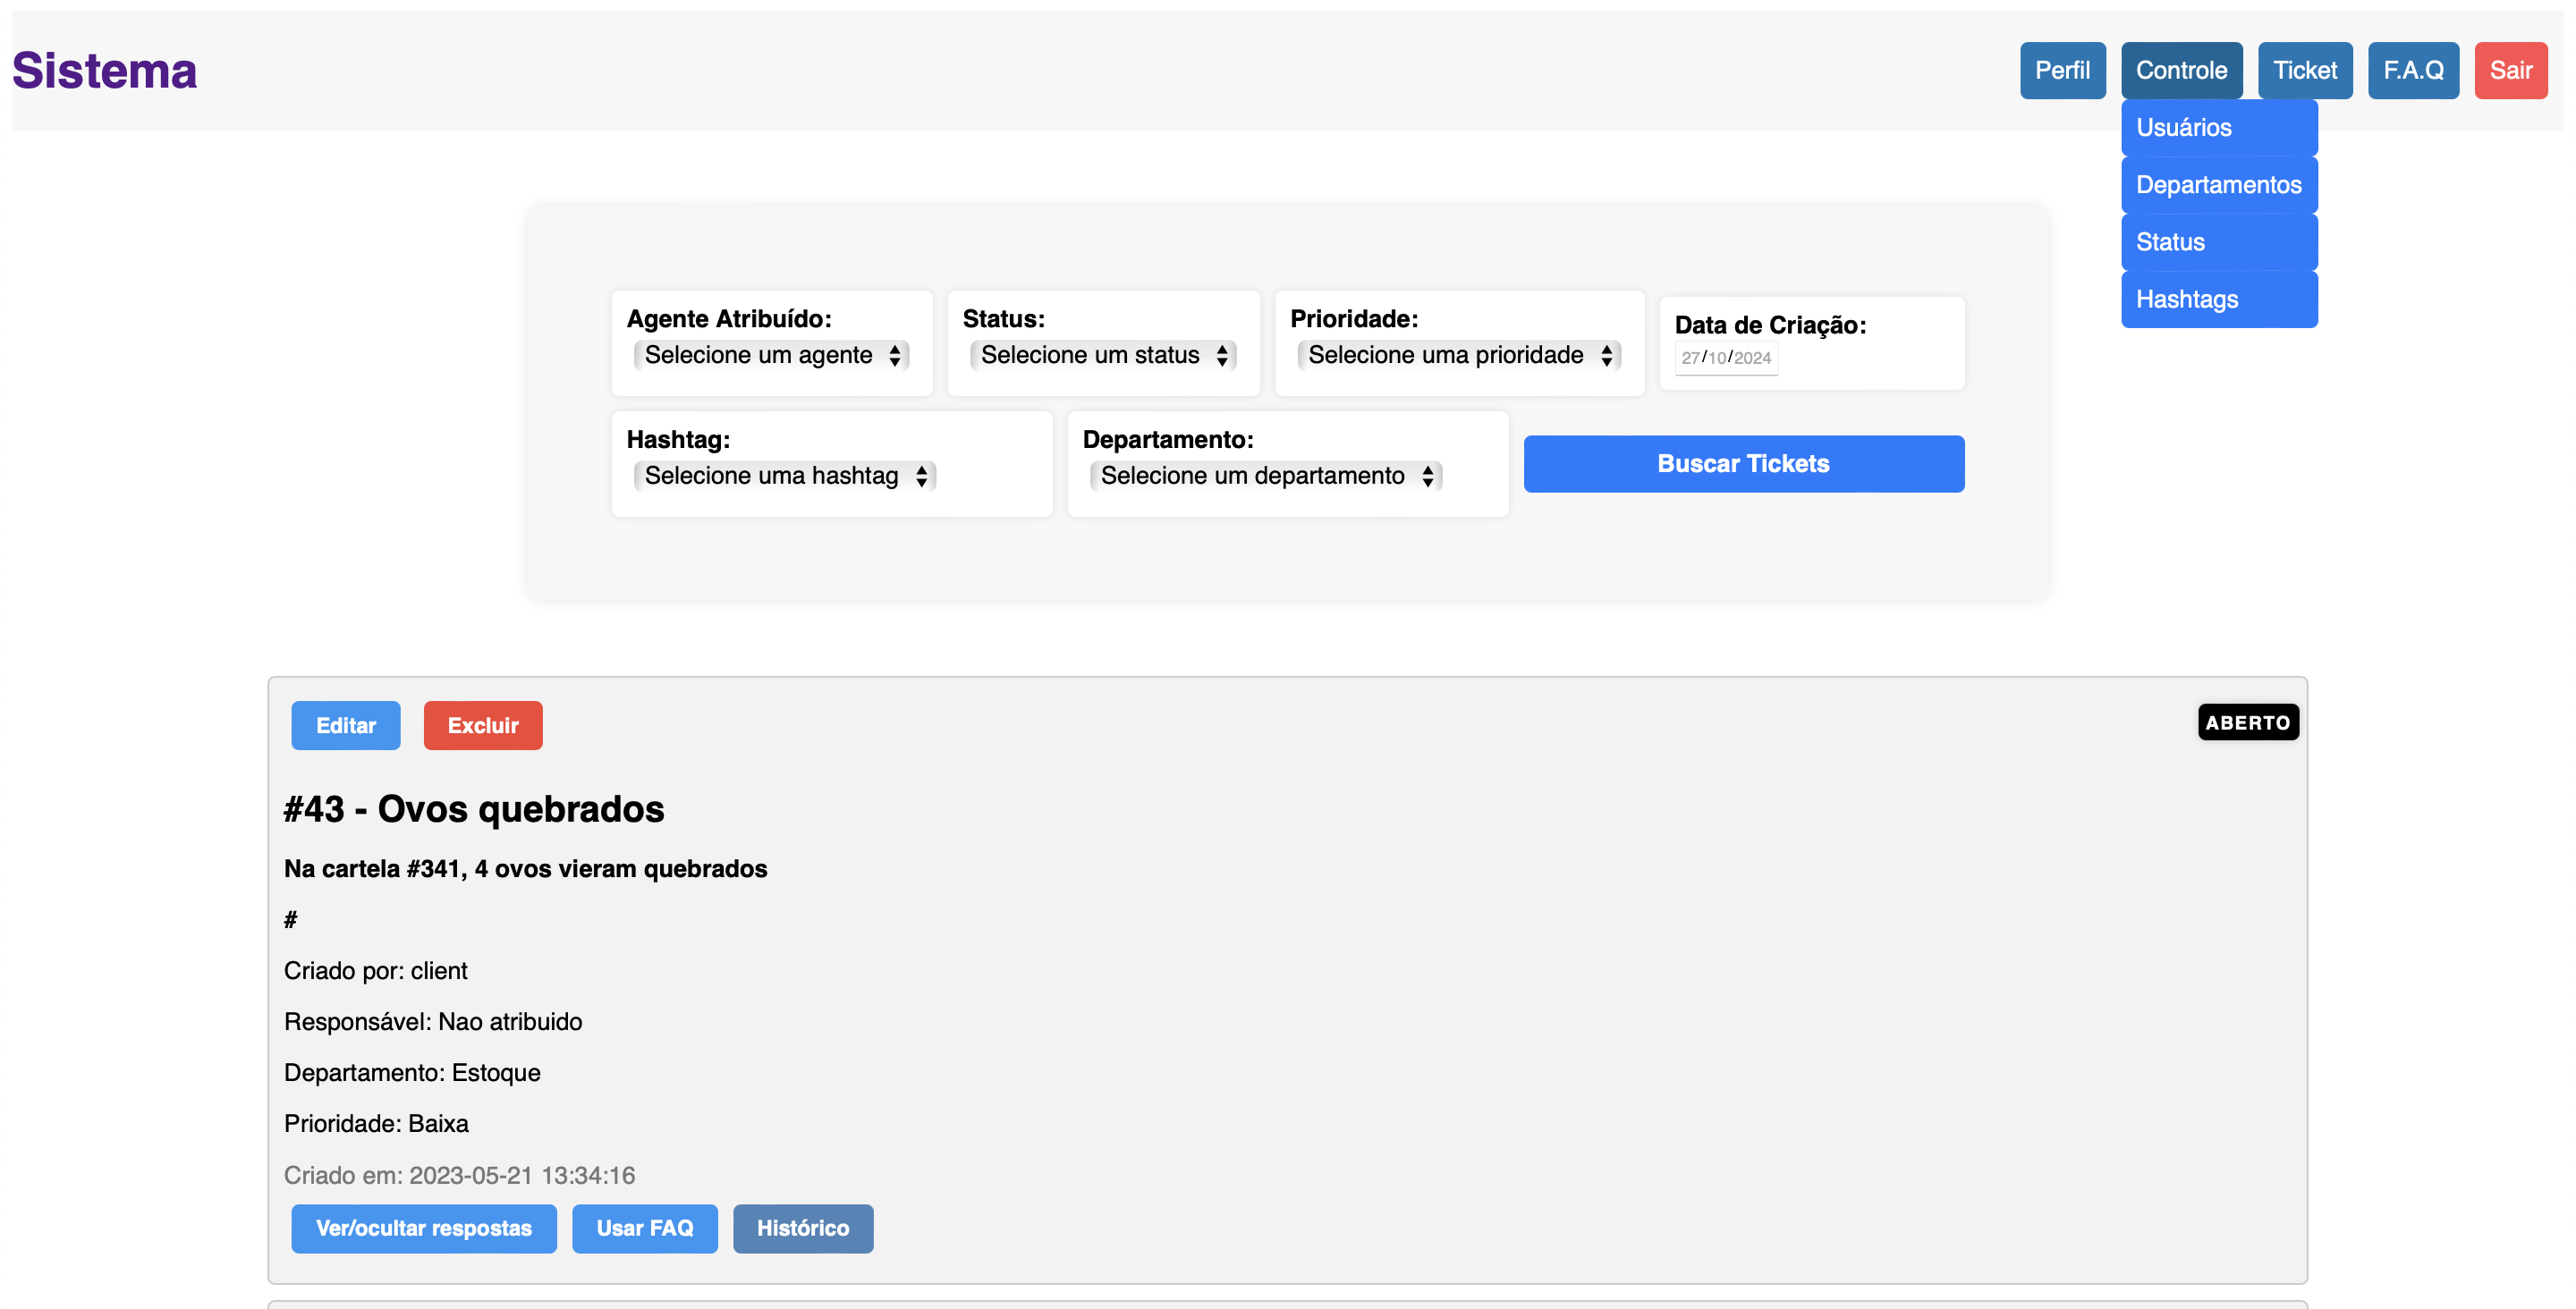 Sistema
Perfil Controle Ticket F.A.Q Sair
Usuários
Departamentos
Status
Hashtags
Agente Atribuído: Status: Prioridade: Data de Criação:
Selecione um agente Selecione um status Selecione uma prioridade 27/10/2024
Hashtag: Departamento:
Selecione uma hashtag Selecione um departamento Buscar Tickets
Editar Excluir ABERTO
#43 - Ovos quebrados
Na cartela #341, 4 ovos vieram quebrados
#
Criado por: client
Responsável: Nao atribuido
Departamento: Estoque
Prioridade: Baixa
Criado em: 2023-05-21 13:34:16
Ver/ocultar respostas Usar FAQ Histórico